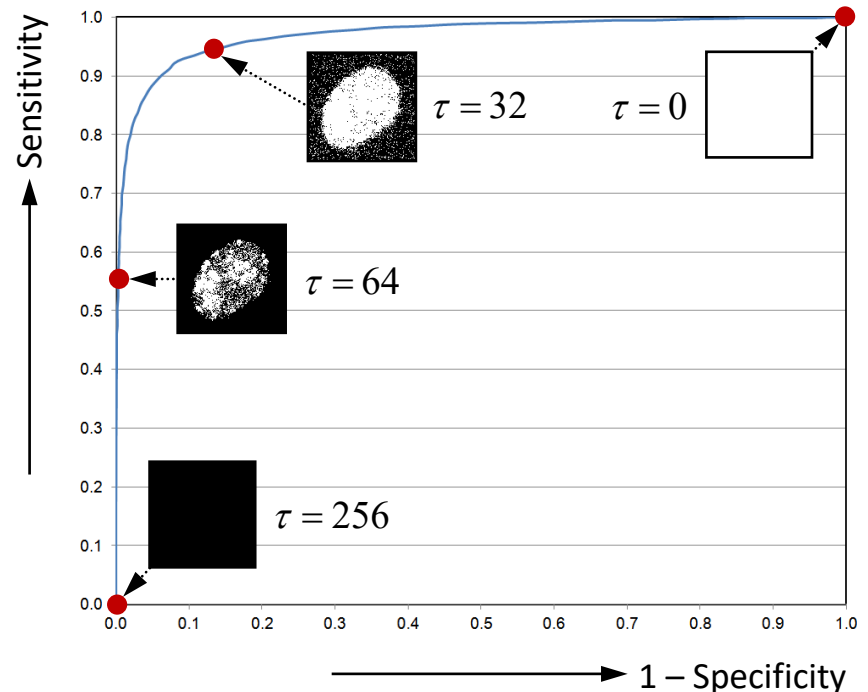 Sensitivity
1.0
0.9
0.8
0.7
0.6
0.5
0.4
0.3
0.2
0.1
0.0
τ = 32
τ = 0
τ = 64
τ = 256
0.0 0.1 0.2 0.3 0.4 0.5 0.6 0.7 0.8 0.9 1.0
1 – Specificity